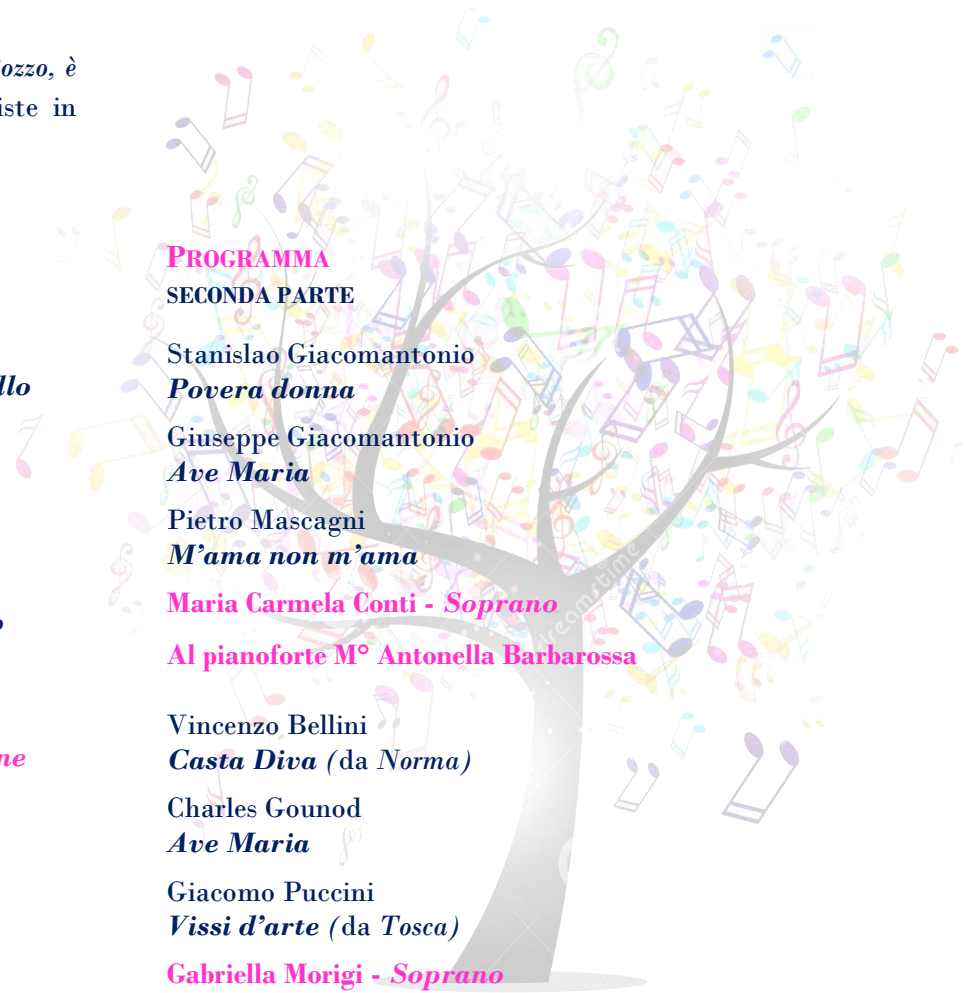 ozzo, è
iste in
llo
o
ne
PROGRAMMA
SECONDA PARTE
Stanislao Giacomantonio
Povera donna
Giuseppe Giacomantonio
Ave Maria
Pietro Mascagni
M’ama non m’ama
Maria Carmela Conti - Soprano
Al pianoforte M° Antonella Barbarossa
Vincenzo Bellini
Casta Diva (da Norma)
Charles Gounod
Ave Maria
Giacomo Puccini
Vissi d’arte (da Tosca)
Gabriella Morigi - Soprano
dreamstime